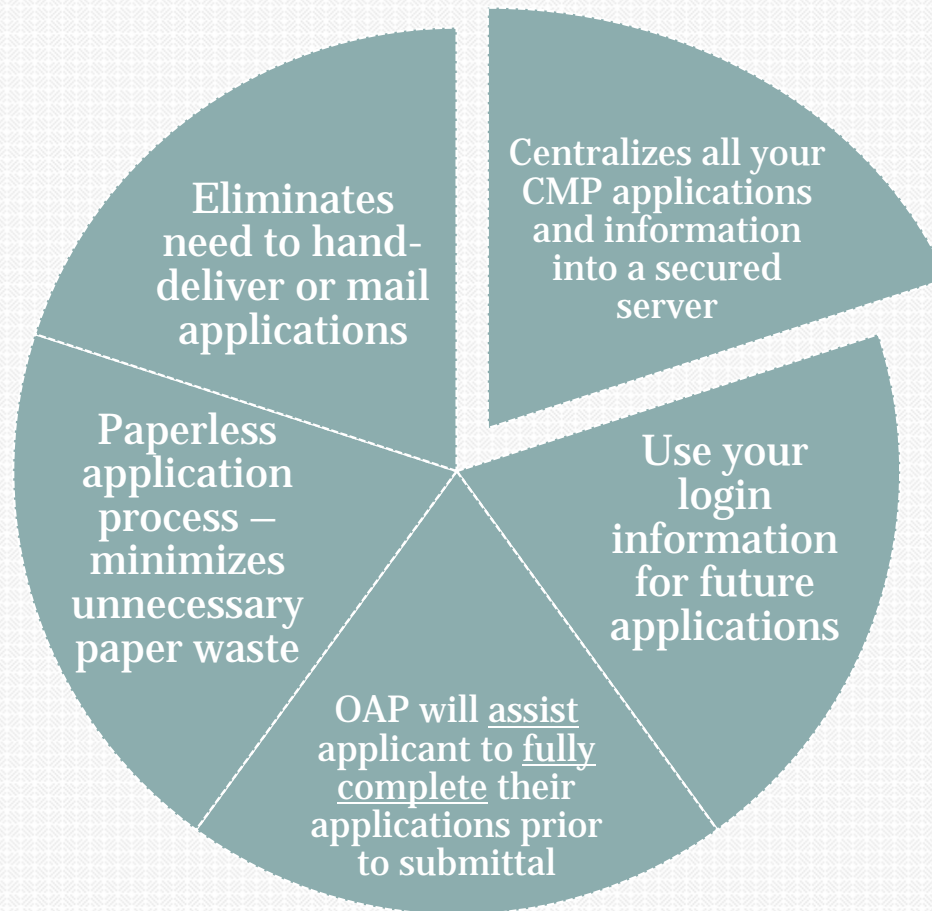 Centralizes all your
CMP applications
and information
into a secured
server
Use your
login
information
for future
applications
OAP will assist
applicant to fully
complete their
applications prior
to submittal
Paperless
application
process –
minimizes
unnecessary
paper waste
Eliminates
need to hand-
deliver or mail
applications